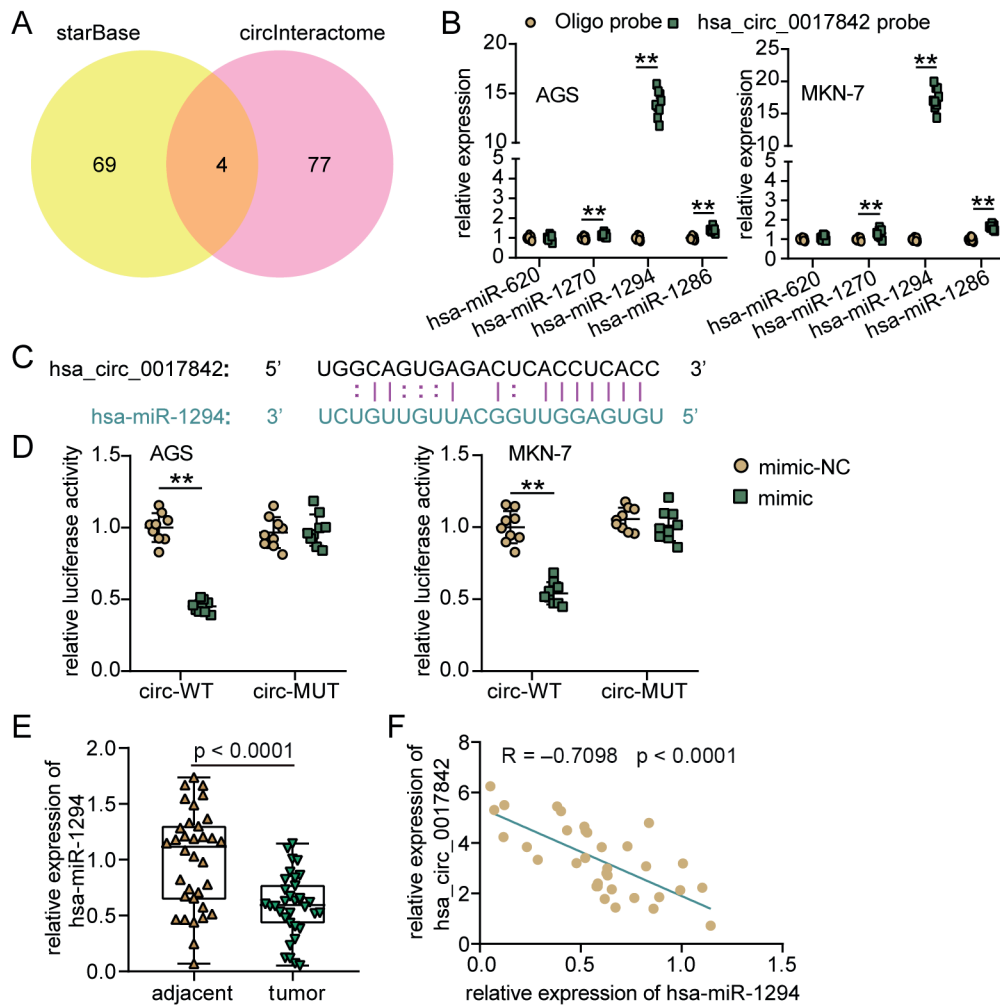 A
starBase
circInteractome
69
4
77
B
Oligo probe
hsa_circ_0017842 probe
relative expression
20
15
10
5
4
3
2
1
0
AGS
**
**
**
hsa-miR-620
hsa-miR-1270
hsa-miR-1294
hsa-miR-1286
relative expression
25
20
15
10
5
4
3
2
1
0
MKN-7
**
**
**
hsa-miR-620
hsa-miR-1270
hsa-miR-1294
hsa-miR-1286
C
hsa_circ_0017842: 5’ UGGCAGUGAGACUCACCUCACC 3’
hsa-miR-1294: 3’ UCUGUUGUUACGGUUGGAGUGU 5’
D
relative luciferase activity
1.5
1.0
0.5
0.0
AGS
**
circ-WT
circ-MUT
relative luciferase activity
1.5
1.0
0.5
0.0
MKN-7
**
circ-WT
circ-MUT
mimic-NC
mimic
E
relative expression of
hsa-miR-1294
2.0
1.5
1.0
0.5
0.0
p < 0.0001
adjacent
tumor
F
relative expression of
hsa_circ_0017842
8
6
4
2
0
R = –0.7098 p < 0.0001
0.0
0.5
1.0
1.5
relative expression of hsa-miR-1294